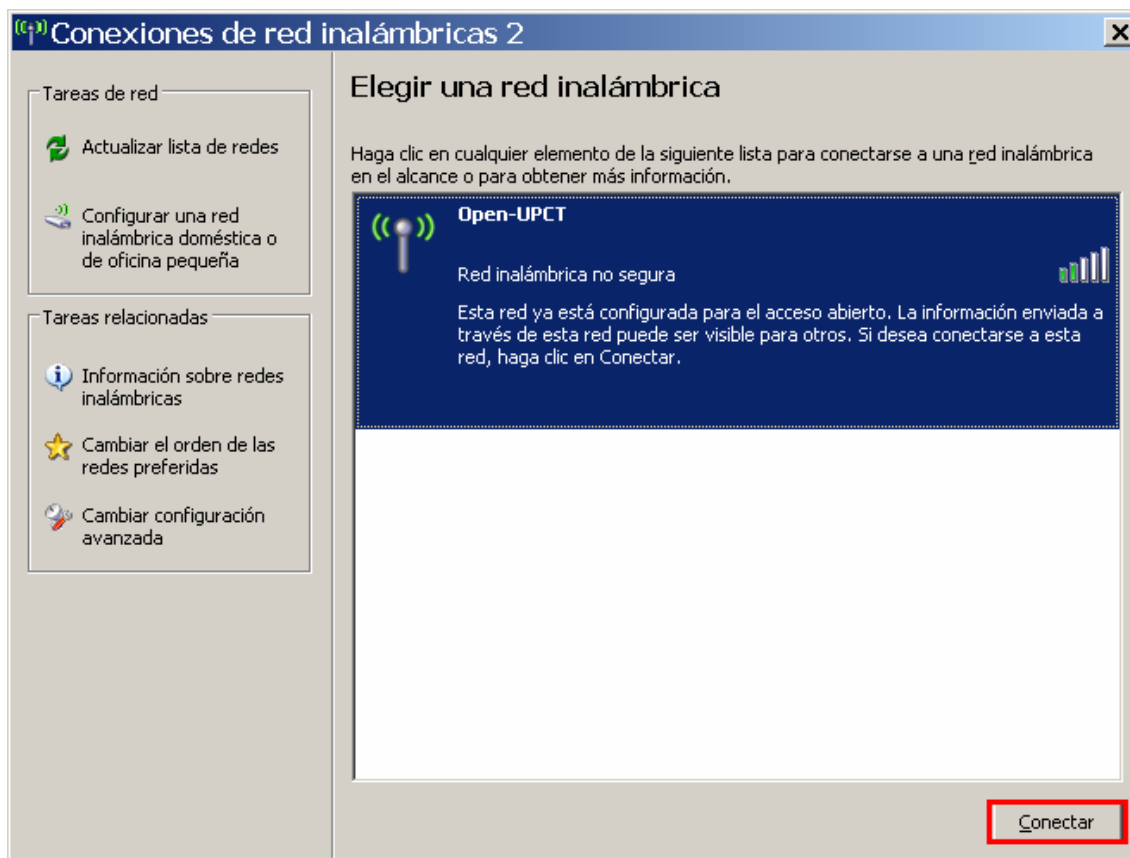 Conexiones de red inalámbricas 2
Tareas de red
Actualizar lista de redes
Configurar una red
inalámbrica doméstica o
de oficina pequeña
Tareas relacionadas
Información sobre redes
inalámbricas
Cambiar el orden de las
redes preferidas
Cambiar configuración
avanzada
Elegir una red inalámbrica
Haga clic en cualquier elemento de la siguiente lista para conectarse a una red inalámbrica
en el alcance o para obtener más información.
Open-UPCT
Red inalámbrica no segura
Esta red ya está configurada para el acceso abierto. La información enviada a
través de esta red puede ser visible para otros. Si desea conectarse a esta
red, haga clic en Conectar.
Conectar